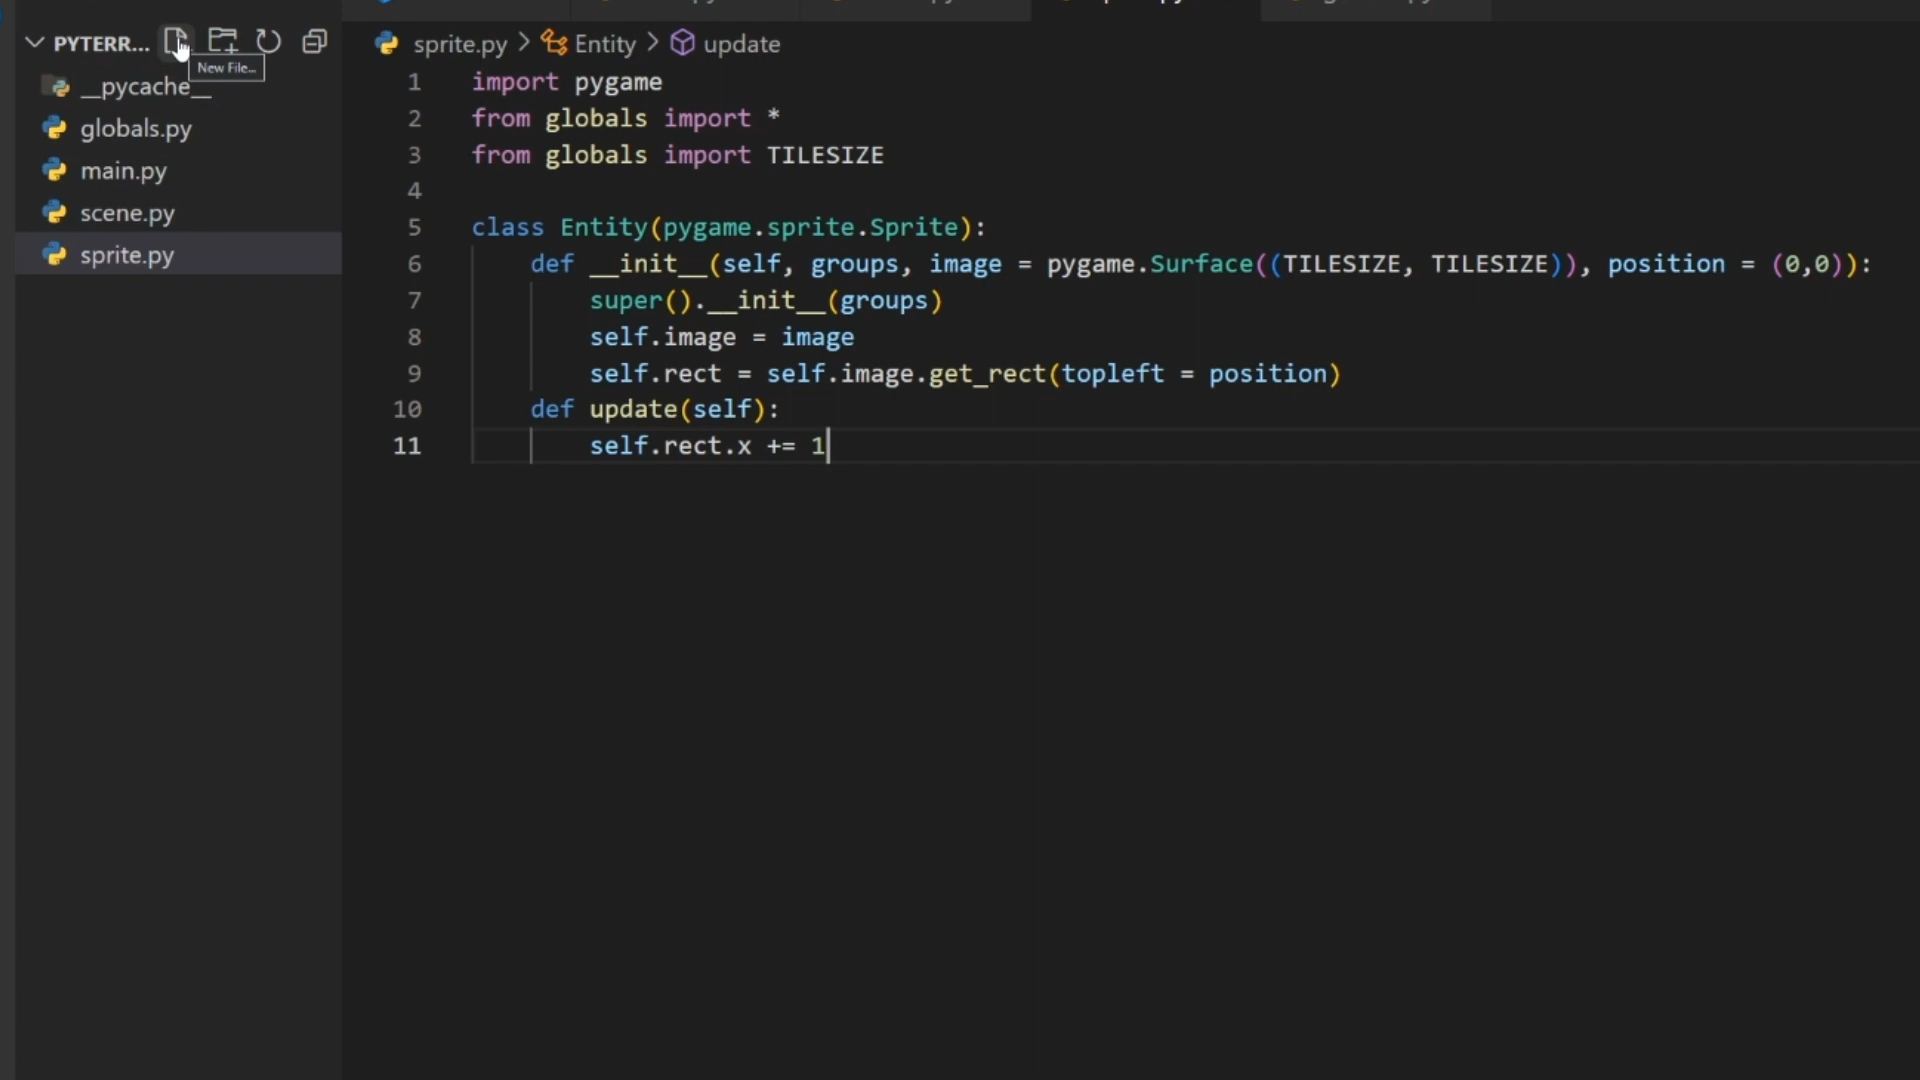 PYTERR...
New File...
__pycache__
globals.py
main.py
scene.py
sprite.py
sprite.py > Entity > update
1 import pygame
2 from globals import *
3 from globals import TILESIZE
4
5 class Entity(pygame.sprite.Sprite):
6 def __init__(self, groups, image = pygame.Surface((TILESIZE, TILESIZE)), position = (0,0)):
7 super().__init__(groups)
8 self.image = image
9 self.rect = self.image.get_rect(topleft = position)
10 def update(self):
11 self.rect.x += 1